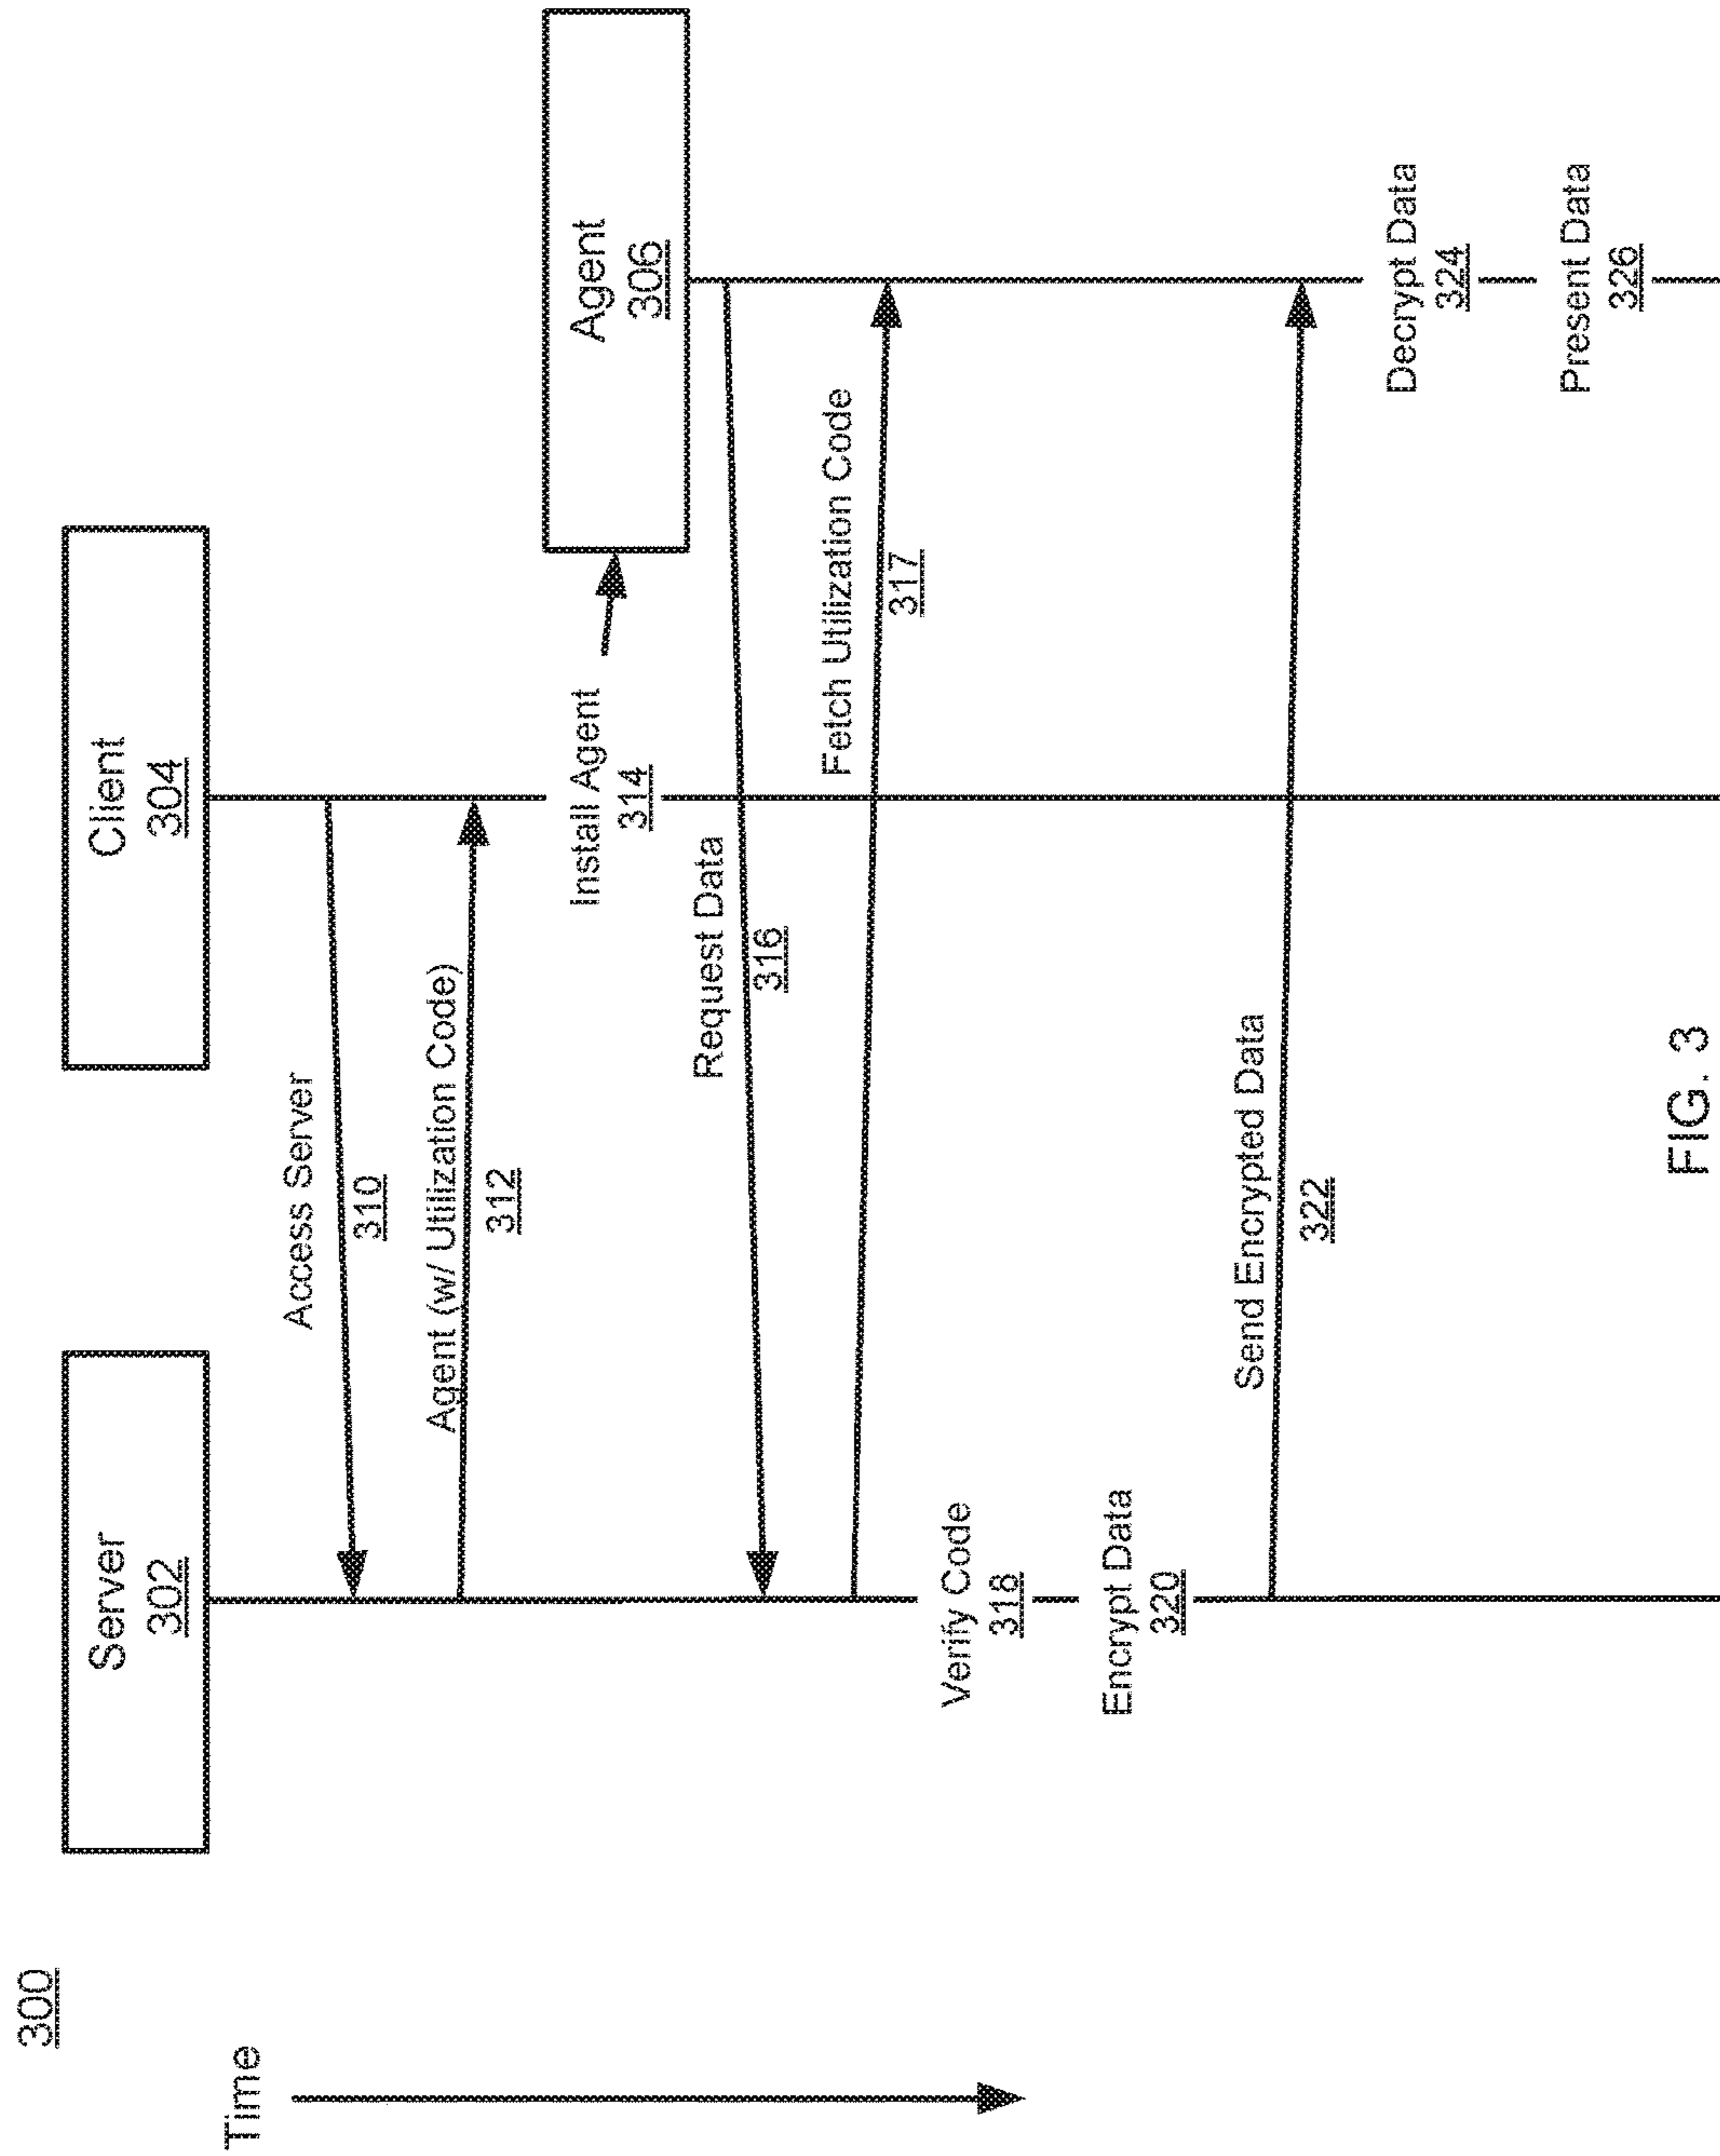 300
Time
Server
302
Client
304
Access Server
310
Agent (w/ Utilization Code)
312
Install Agent
314
Agent
306
Request Data
316
Fetch Utilization Code
317
Verify Code
318
Encrypt Data
320
Send Encrypted Data
322
Decrypt Data
324
Present Data
326
FIG. 3